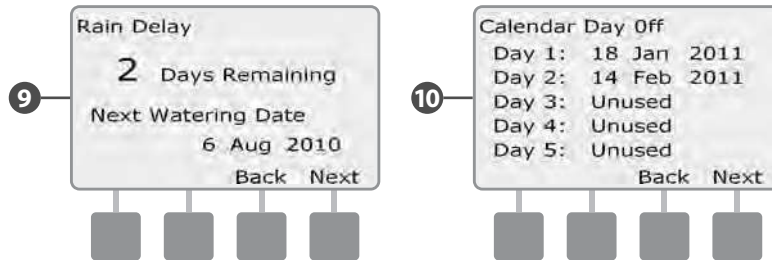 Rain Delay
2 Days Remaining
Next Watering Date
6 Aug 2010
Back Next
9
Calendar Day Off
Day 1: 18 Jan 2011
Day 2: 14 Feb 2011
Day 3: Unused
Day 4: Unused
Day 5: Unused
Back Next
10